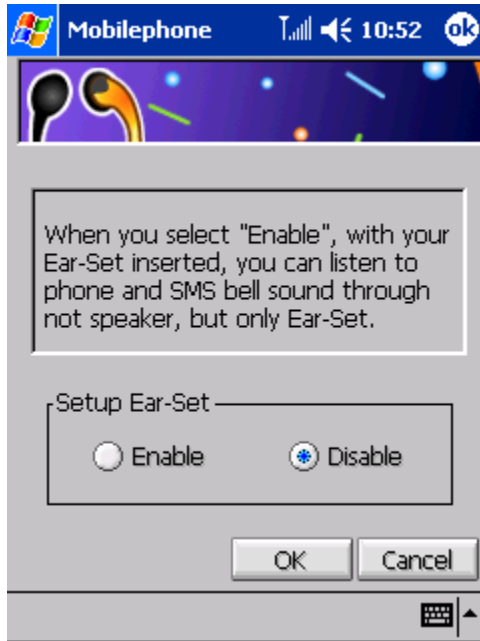 Mobilephone 10:52 ok
When you select "Enable", with your
Ear-Set inserted, you can listen to
phone and SMS bell sound through
not speaker, but only Ear-Set.
Setup Ear-Set
Enable Disable
OK Cancel